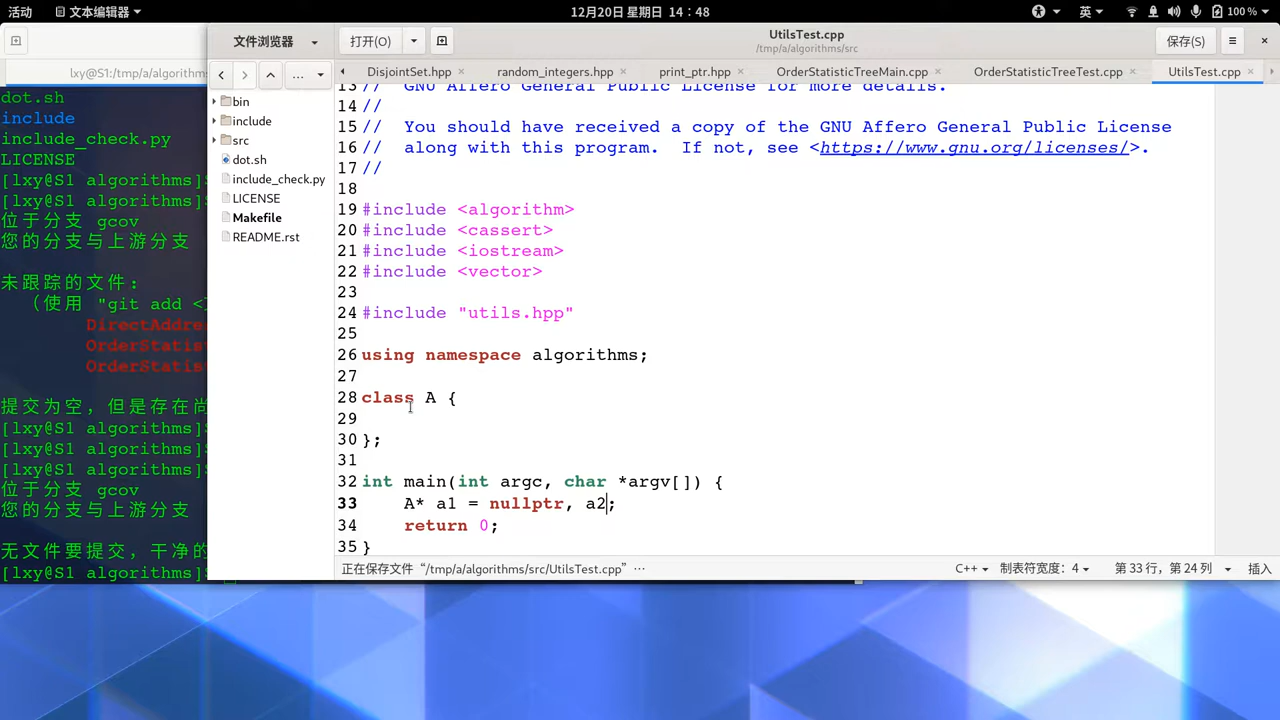 活动 文本编辑器 12月20日 星期日 14：48 英 100 %
文件浏览器 打开(O) UtilsTest.cpp /tmp/a/algorithms/src 保存(S)
lxy@S1:/tmp/a/algorithms
DisjointSet.hpp random_integers.hpp print_ptr.hpp OrderStatisticTreeMain.cpp OrderStatisticTreeTest.cpp UtilsTest.cpp
dot.sh
include
include_check.py
LICENSE
[lxy@S1 algorithms]
[lxy@S1 algorithms]
位于分支 gcov
您的分支与上游分支
未跟踪的文件:
（使用 "git add <
DirectAddre
OrderStatis
OrderStatis
提交为空，但是存在尚
[lxy@S1 algorithms]
[lxy@S1 algorithms]
[lxy@S1 algorithms]
位于分支 gcov
您的分支与上游分支
无文件要提交，干净的
[lxy@S1 algorithms]
...
bin
include
src
dot.sh
include_check.py
LICENSE
Makefile
README.rst
13 // GNU Affero General Public License for more details.
14 //
15 // You should have received a copy of the GNU Affero General Public License
16 // along with this program. If not, see <https://www.gnu.org/licenses/>.
17 //
18
19 #include <algorithm>
20 #include <cassert>
21 #include <iostream>
22 #include <vector>
23
24 #include "utils.hpp"
25
26 using namespace algorithms;
27
28 class A {
29
30 };
31
32 int main(int argc, char *argv[]) {
33 A* a1 = nullptr, a2;
34 return 0;
35 }
正在保存文件 “/tmp/a/algorithms/src/UtilsTest.cpp” … C++ 制表符宽度：4 第 33 行，第 24 列 插入